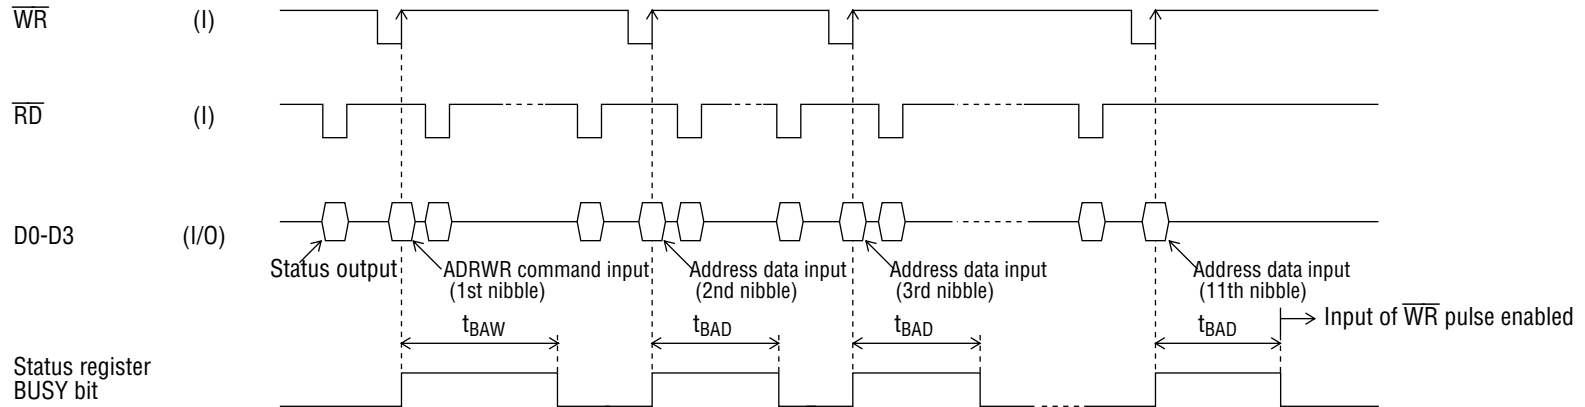 WR (I)
RD (I)
D0-D3 (I/O)
Status output
ADRWR command input
(1st nibble)
Address data input
(2nd nibble)
Address data input
(3rd nibble)
Address data input
(11th nibble)
tBAW
tBAD
tBAD
tBAD
Input of WR pulse enabled
Status register
BUSY bit